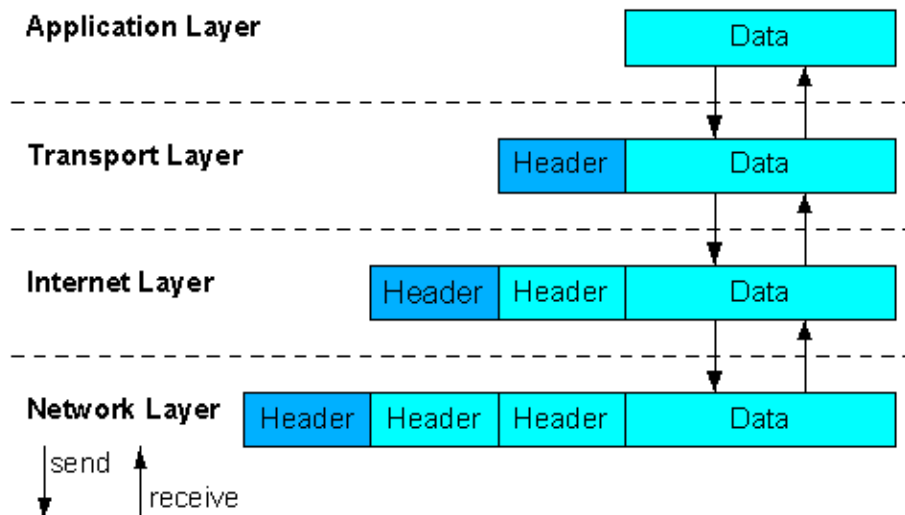 Application Layer
Data
Transport Layer
Header
Data
Internet Layer
Header
Header
Data
Network Layer
Header
Header
Header
Data
send
receive